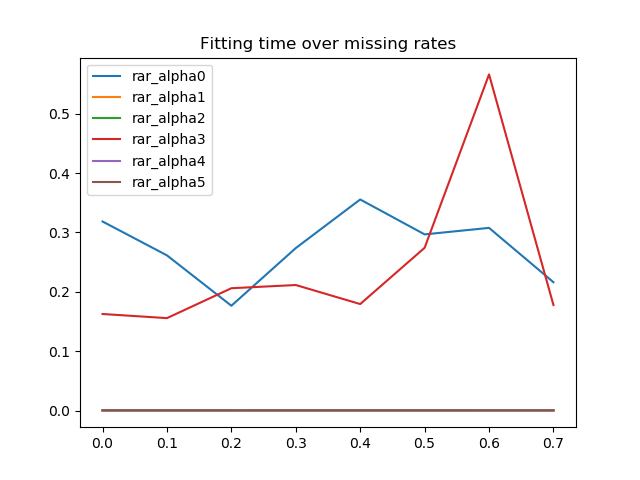 Fitting time over missing rates
rar_alpha0
rar_alpha1
rar_alpha2
rar_alpha3
rar_alpha4
rar_alpha5
0.5
0.4
0.3
0.2
0.1
0.0
0.0 0.1 0.2 0.3 0.4 0.5 0.6 0.7